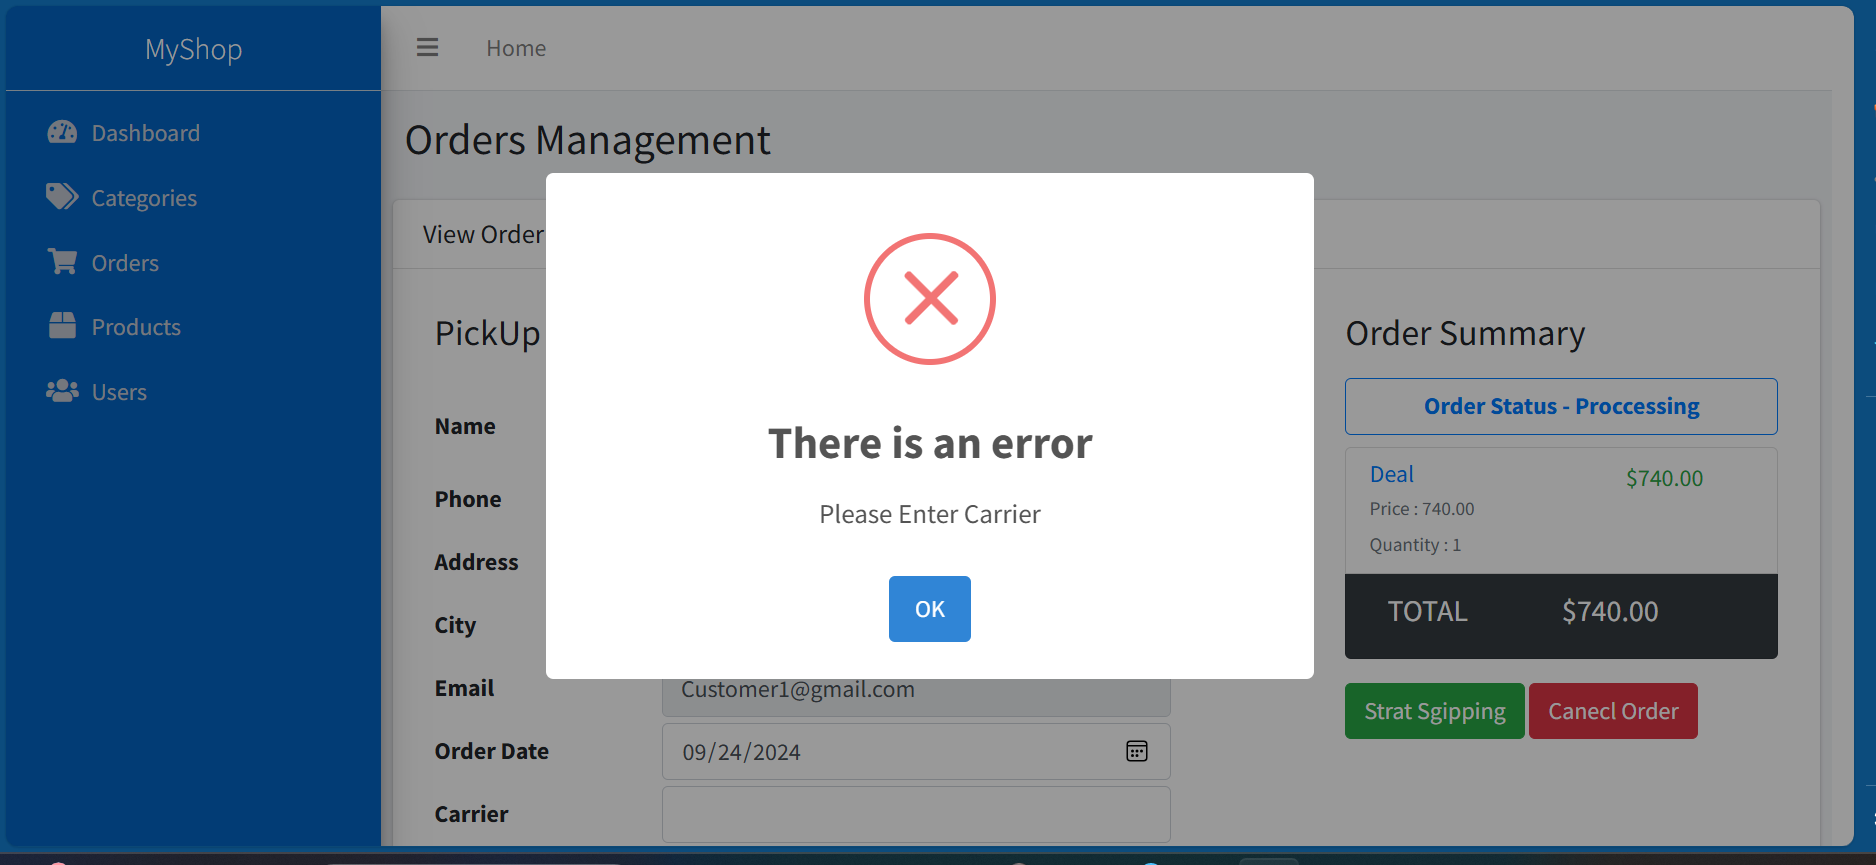 MyShop
Home
Dashboard
Categories
Orders
Products
Users
Orders Management
View Order
PickUp
Name
Phone
Address
City
Email
Customer1@gmail.com
Order Date
09/24/2024
Carrier
There is an error
Please Enter Carrier
OK
Order Summary
Order Status - Proccessing
Deal
$740.00
Price : 740.00
Quantity : 1
TOTAL $740.00
Strat Sgipping
Canecl Order